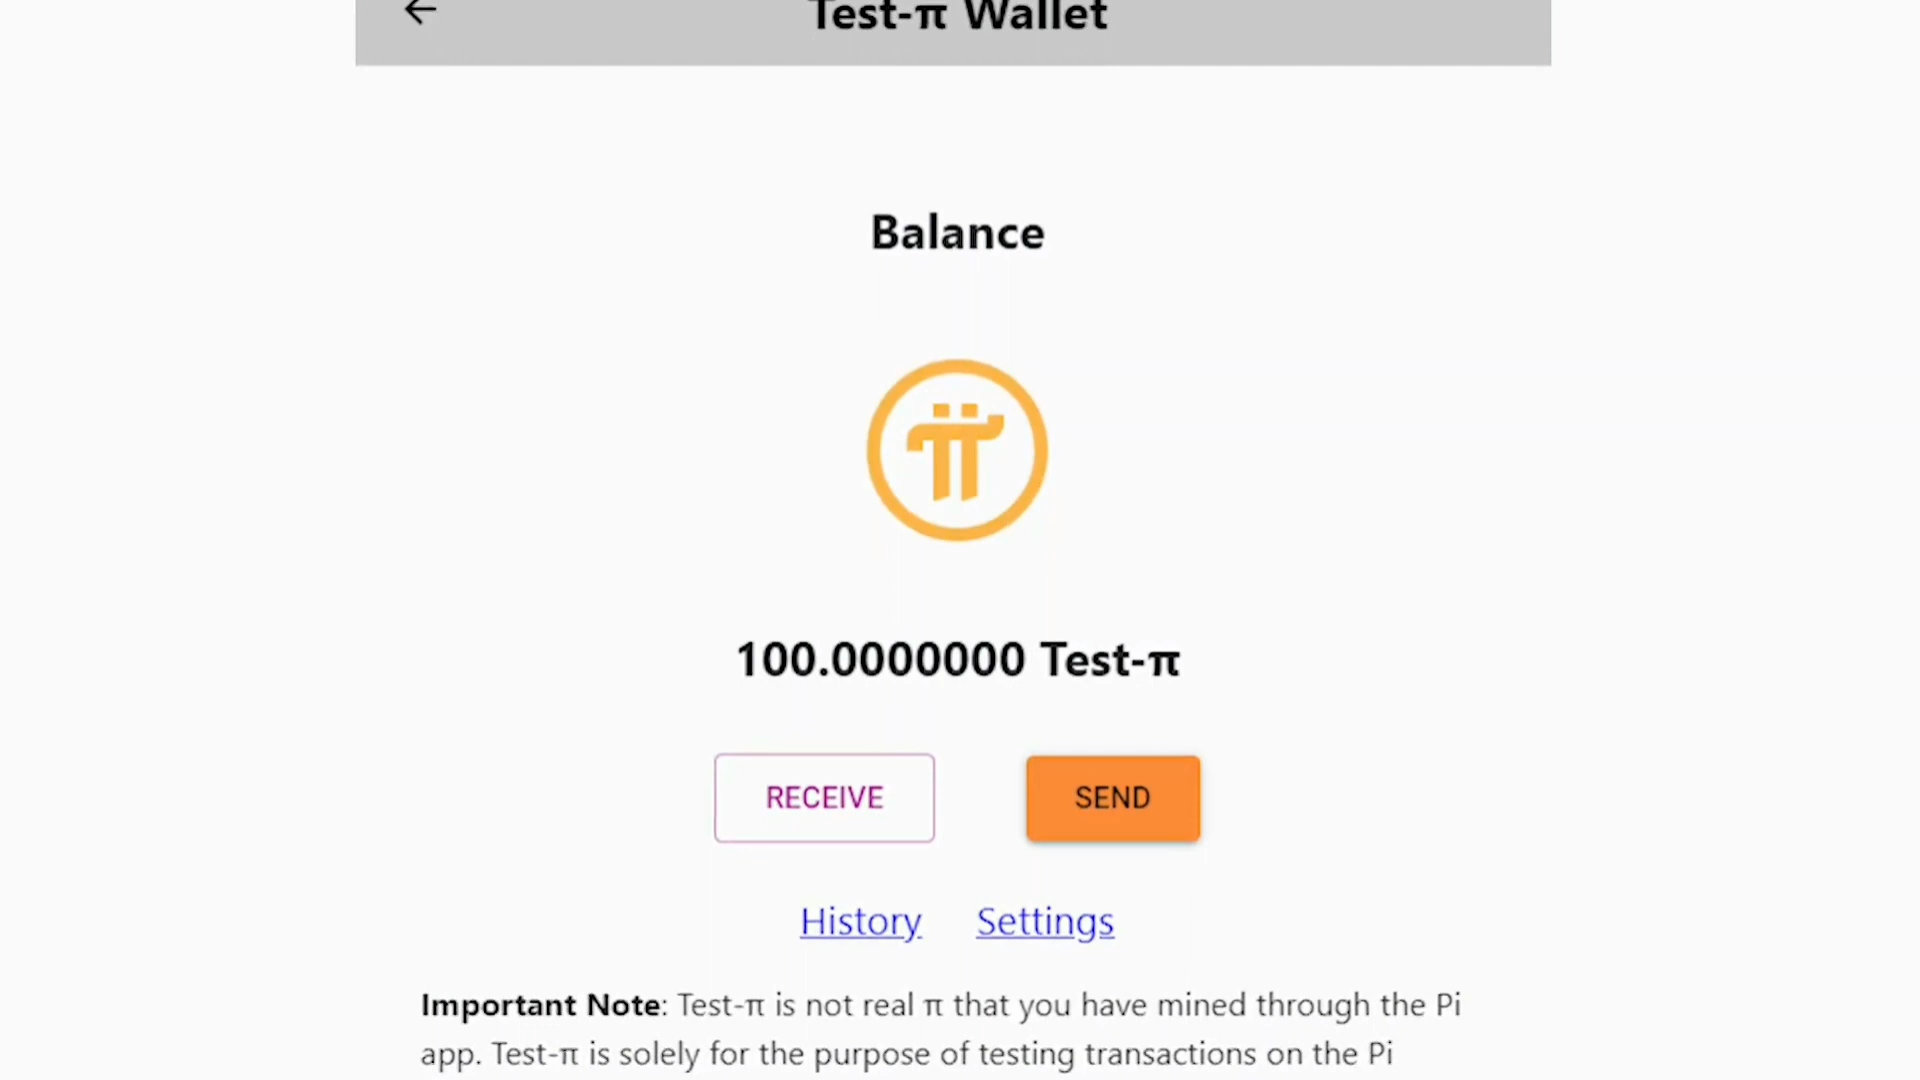 Test-π Wallet
Balance
100.0000000 Test-π
RECEIVE SEND
History Settings
Important Note: Test-π is not real π that you have mined through the Pi
app. Test-π is solely for the purpose of testing transactions on the Pi